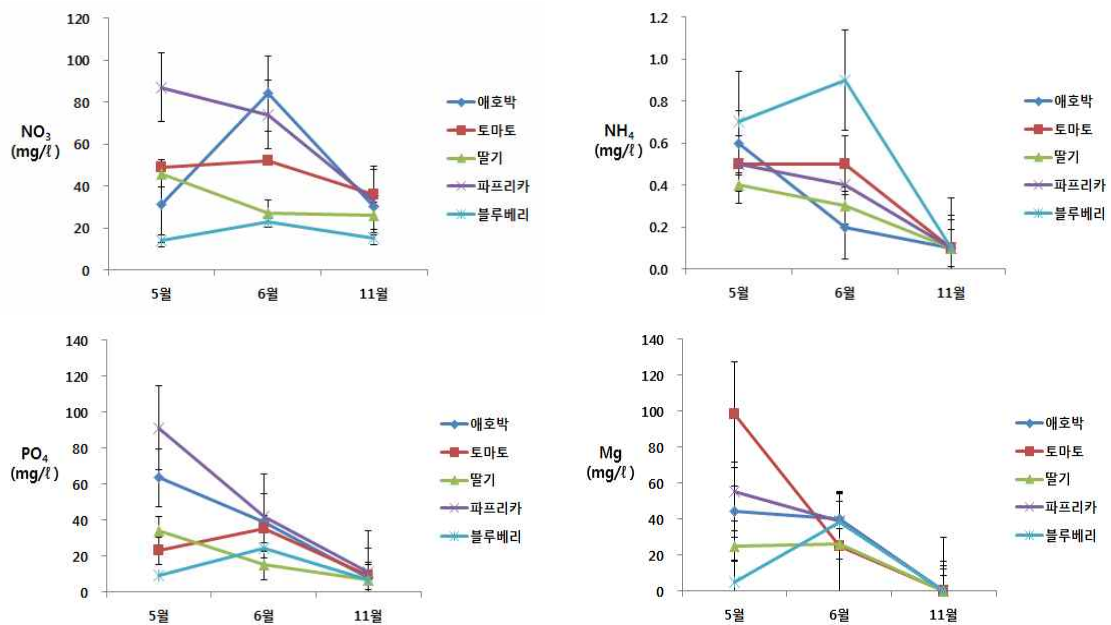 120
100
80
60
40
20
0
NO₃
(mg/ℓ)
5월
6월
11월
애호박
토마토
딸기
파프리카
블루베리
1.2
1.0
0.8
0.6
0.4
0.2
0.0
NH₄
(mg/ℓ)
5월
6월
11월
애호박
토마토
딸기
파프리카
블루베리
140
120
100
80
60
40
20
0
PO₄
(mg/ℓ)
5월
6월
11월
애호박
토마토
딸기
파프리카
블루베리
140
120
100
80
60
40
20
0
Mg
(mg/ℓ)
5월
6월
11월
애호박
토마토
딸기
파프리카
블루베리